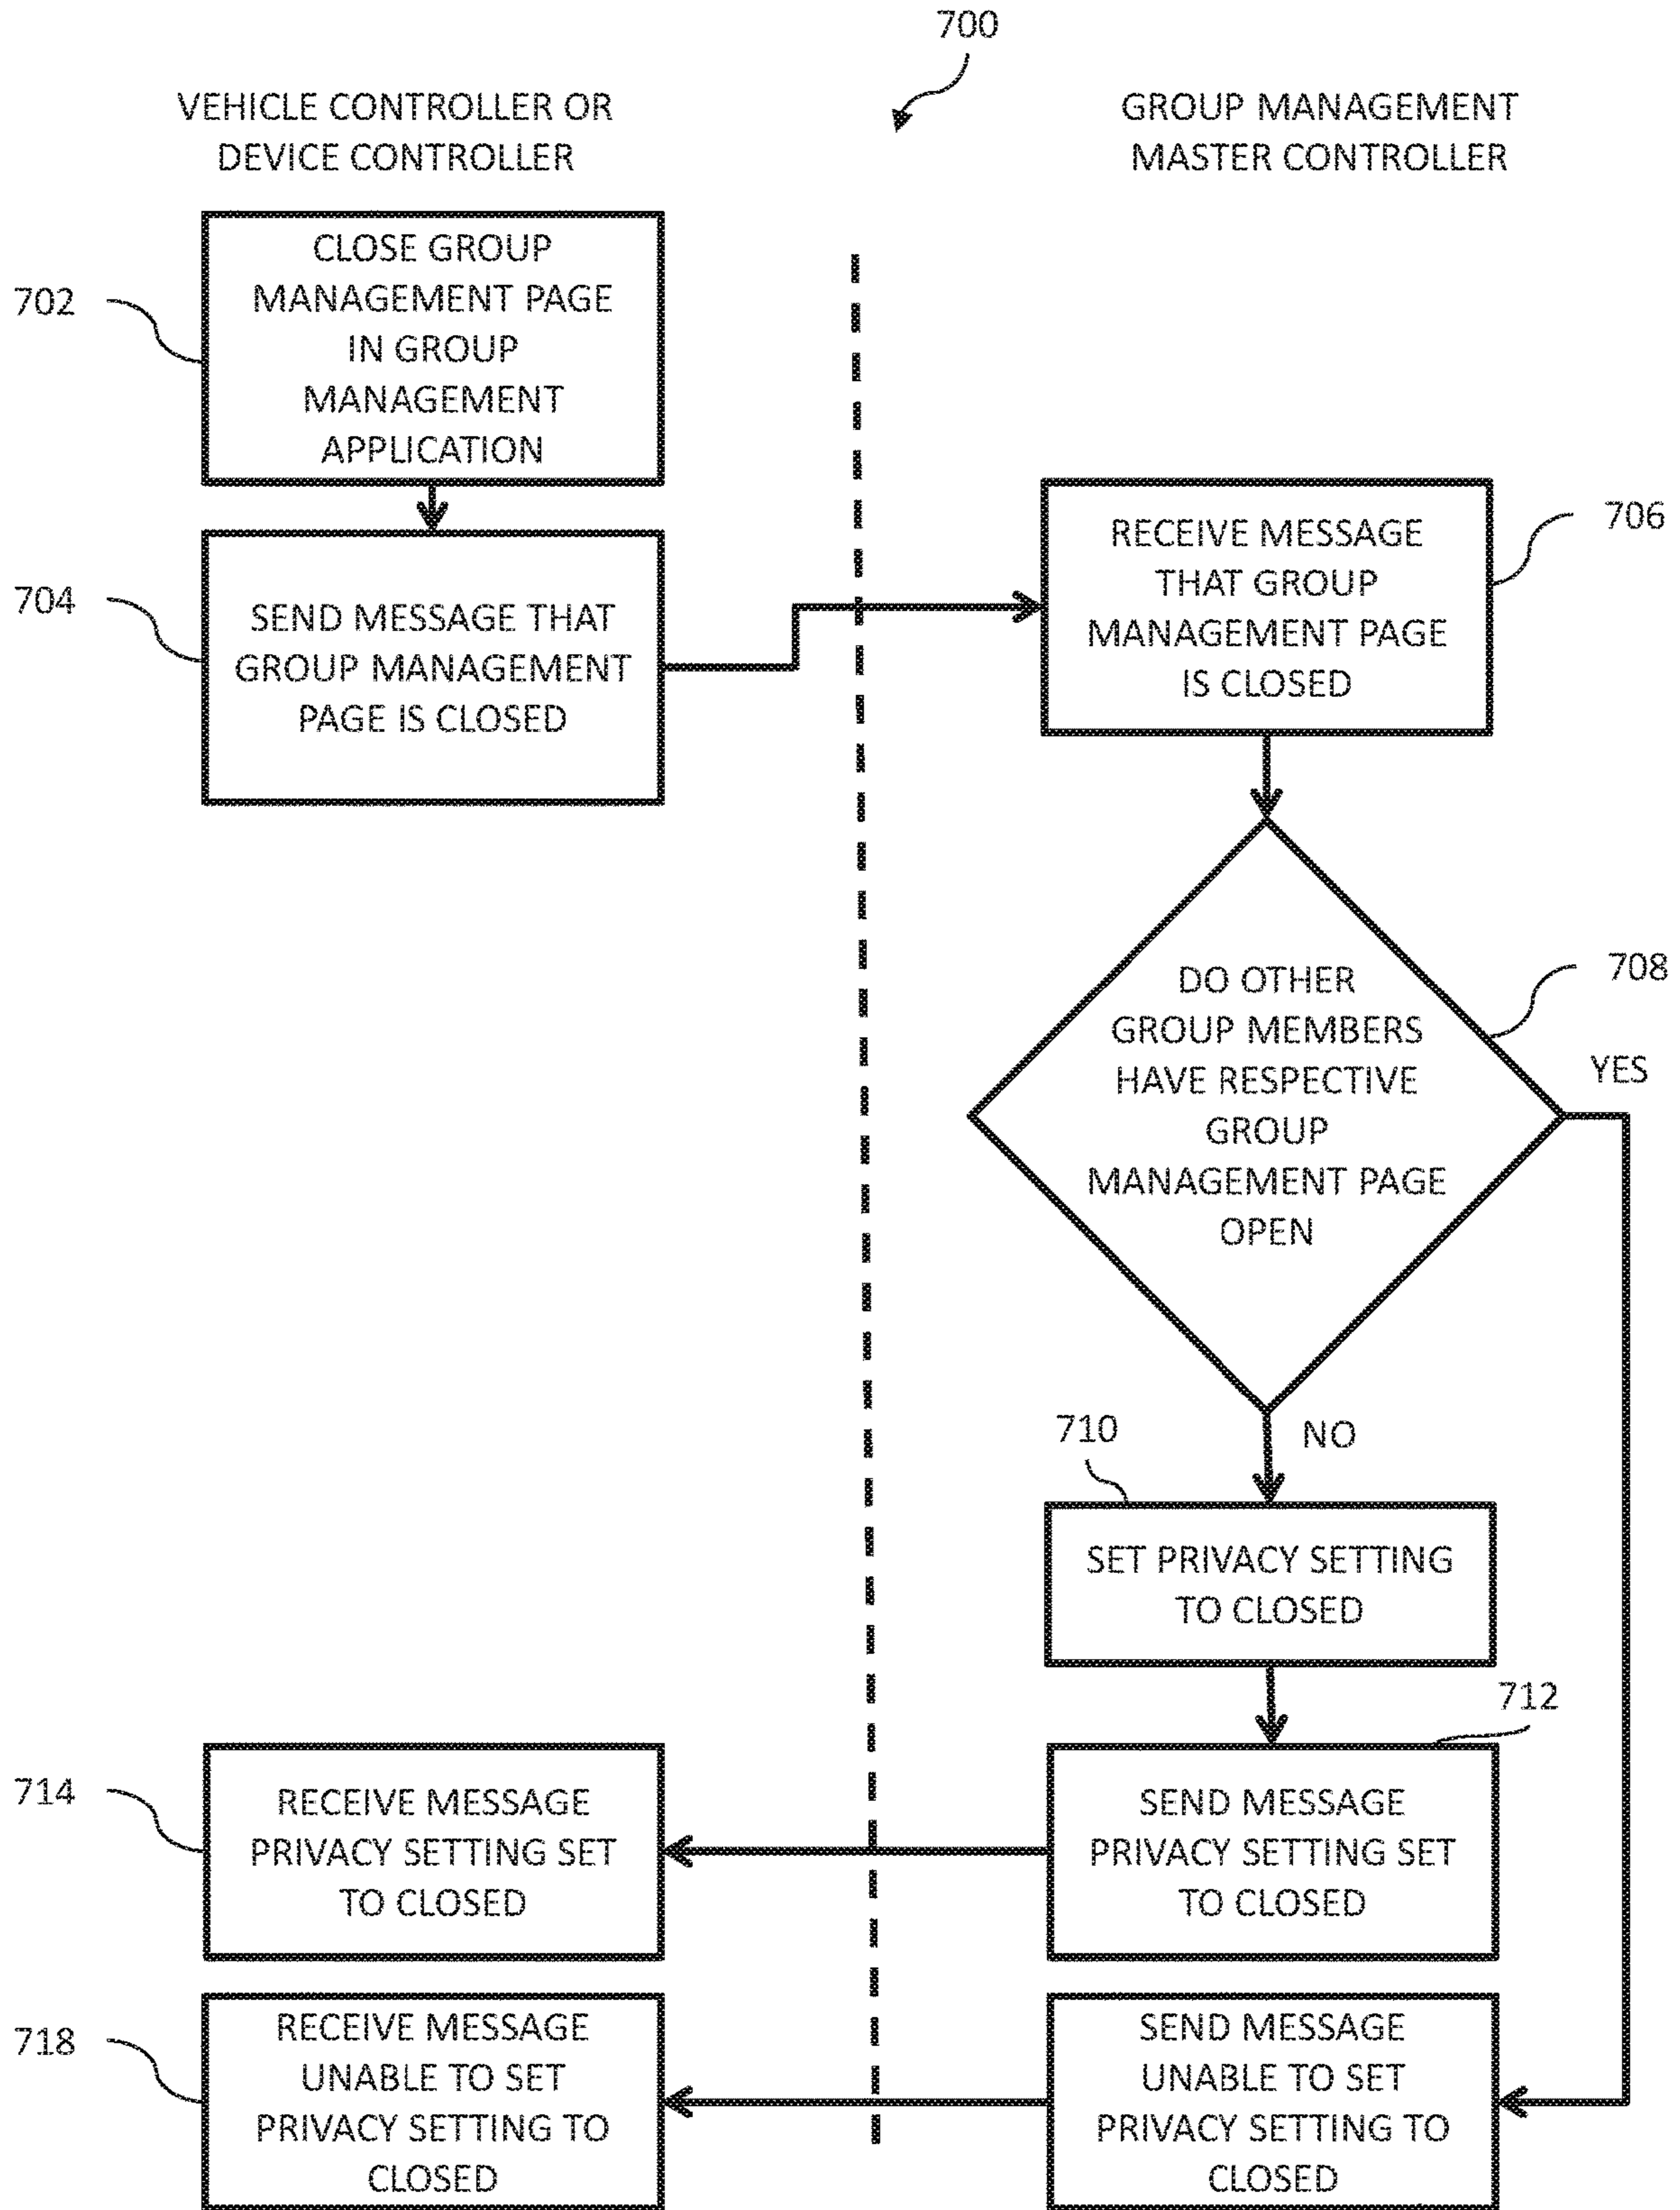 700
VEHICLE CONTROLLER OR
DEVICE CONTROLLER
GROUP MANAGEMENT
MASTER CONTROLLER
702
CLOSE GROUP
MANAGEMENT PAGE
IN GROUP
MANAGEMENT
APPLICATION
704
SEND MESSAGE THAT
GROUP MANAGEMENT
PAGE IS CLOSED
RECEIVE MESSAGE
THAT GROUP
MANAGEMENT PAGE
IS CLOSED
706
DO OTHER
GROUP MEMBERS
HAVE RESPECTIVE
GROUP
MANAGEMENT PAGE
OPEN
708
YES
NO
710
SET PRIVACY SETTING
TO CLOSED
712
SEND MESSAGE
PRIVACY SETTING SET
TO CLOSED
714
RECEIVE MESSAGE
PRIVACY SETTING SET
TO CLOSED
SEND MESSAGE
UNABLE TO SET
PRIVACY SETTING TO
CLOSED
718
RECEIVE MESSAGE
UNABLE TO SET
PRIVACY SETTING TO
CLOSED